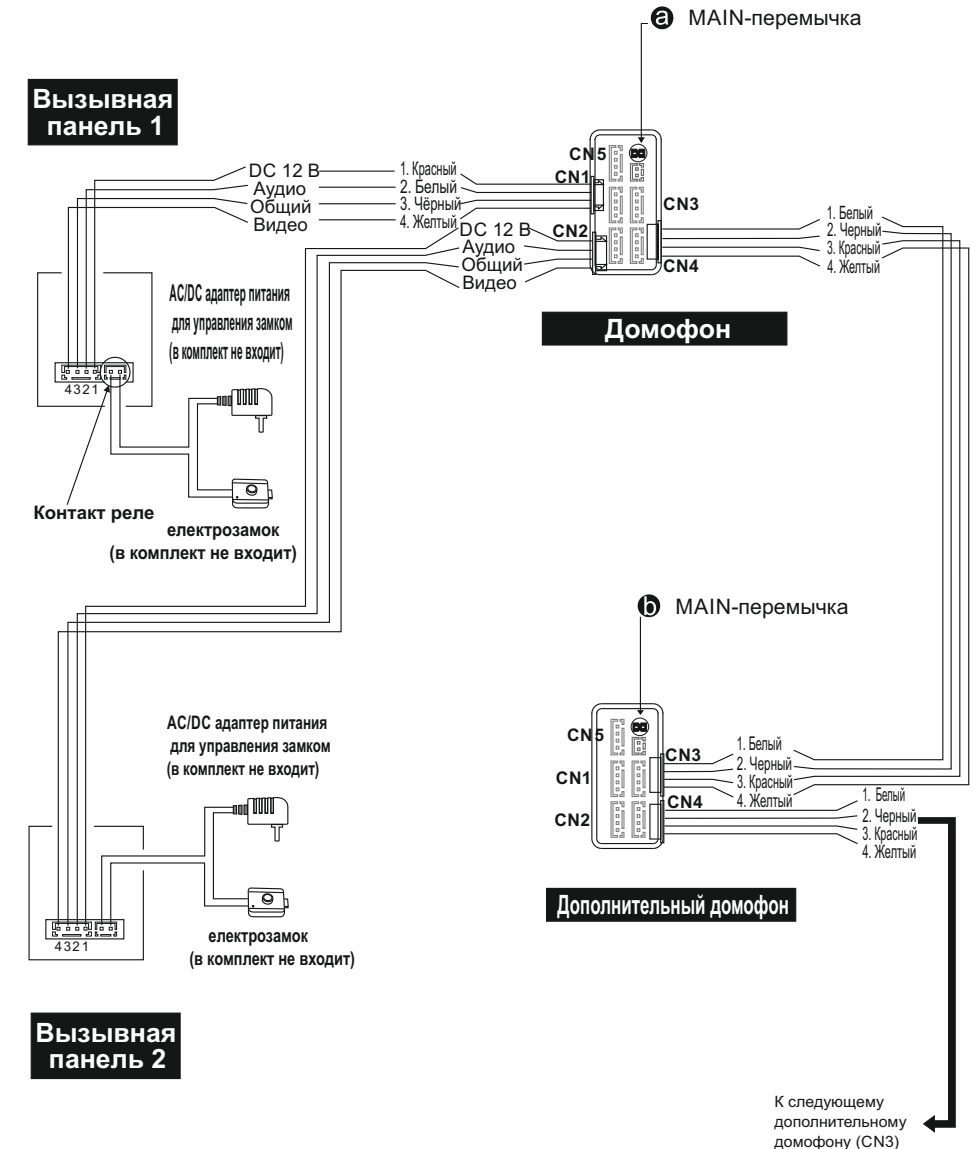 a MAIN-перемычка
Вызывная
панель 1
DC 12 В
Аудио
Общий
Видео
1. Красный
2. Белый
3. Чёрный
4. Желтый
CN5
CN1
CN3
CN2
CN4
DC 12 В
Аудио
Общий
Видео
1. Белый
2. Черный
3. Красный
4. Желтый
Домофон
AC/DC адаптер питания
для управления замком
(в комплект не входит)
4321
Контакт реле
електрозамок
(в комплект не входит)
b MAIN-перемычка
CN5
CN3
CN1
CN4
CN2
1. Белый
2. Черный
3. Красный
4. Желтый
1. Белый
2. Черный
3. Красный
4. Желтый
Дополнительный домофон
AC/DC адаптер питания
для управления замком
(в комплект не входит)
4321
електрозамок
(в комплект не входит)
Вызывная
панель 2
К следующему
дополнительному
домофону (CN3)